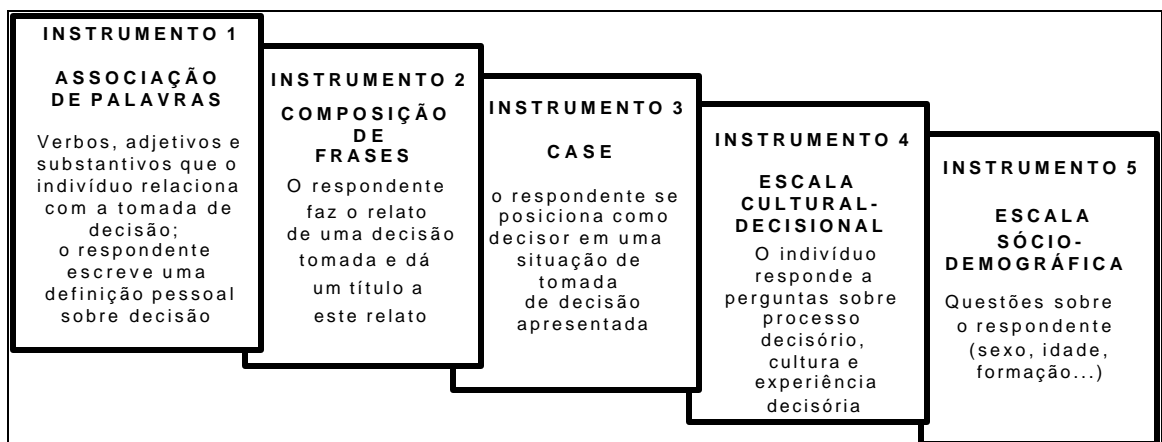 INSTRUMENTO 1
ASSOCIAÇÃO
DE PALAVRAS
Verbos, adjetivos e
substantivos que o
indivíduo relaciona
com a tomada de
decisão;
o respondente
escreve uma
definição pessoal
sobre decisão
INSTRUMENTO 2
COMPOSIÇÃO
DE
FRASES
O respondente
faz o relato
de uma decisão
tomada e dá
um título a
este relato
INSTRUMENTO 3
CASE
o respondente se
posiciona como
decisor em uma
situação de
tomada
de decisão
apresentada
INSTRUMENTO 4
ESCALA
CULTURAL-
DECISIONAL
O indivíduo
responde a
perguntas sobre
processo
decisório,
cultura e
experiência
decisória
INSTRUMENTO 5
ESCALA
SÓCIO-
DEMOGRÁFICA
Questões sobre
o respondente
(sexo, idade,
formação...)